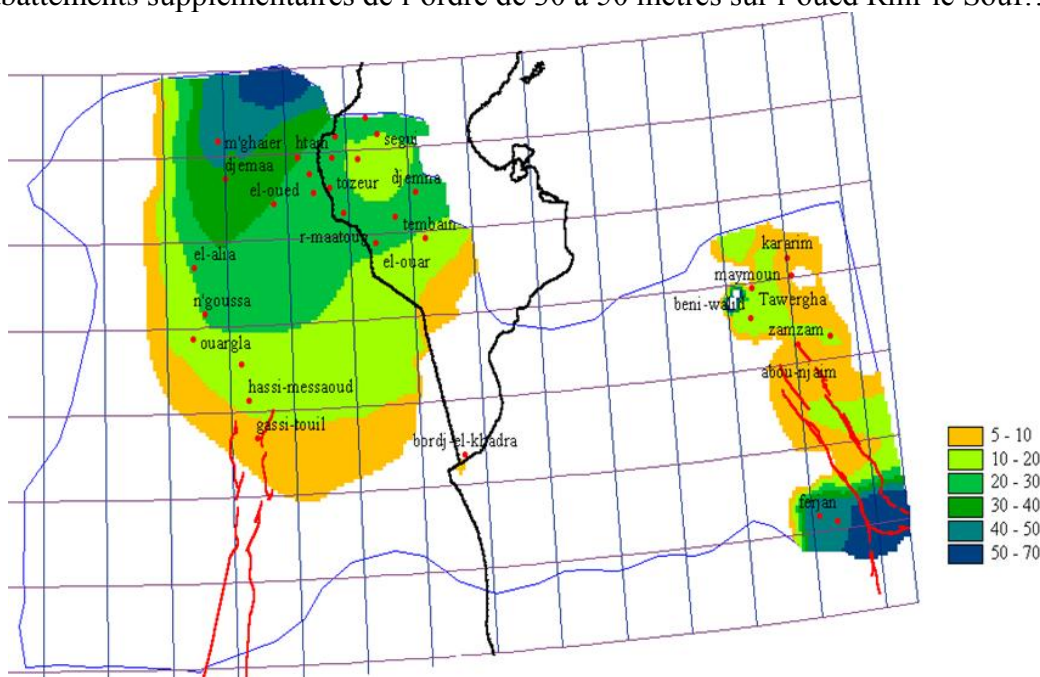 battements supplémentaires de l'ordre de 30 à 50 mètres sur l'oued Rhir le Souf
segui
m'ghaier
htam
djemaa
tozeur
djemna
el-oued
r-maatoug
tembain
el-alia
el-ouar
n'goussa
ouargla
hassi-messaoud
gassi-touil
bordj-el-khadra
kararim
maymoun
beni-walid
Tawergha
zamzam
abou-njaim
ferjan
5 - 10
10 - 20
20 - 30
30 - 40
40 - 50
50 - 70